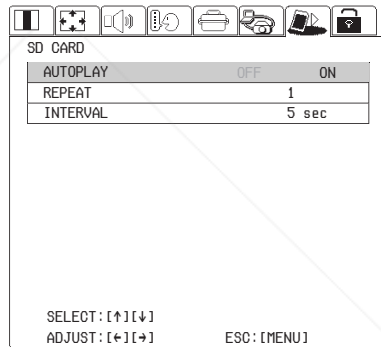 SD CARD
AUTOPLAY OFF ON
REPEAT 1
INTERVAL 5 sec
SELECT:[↑][↓]
ADJUST:[←][→] ESC:[MENU]